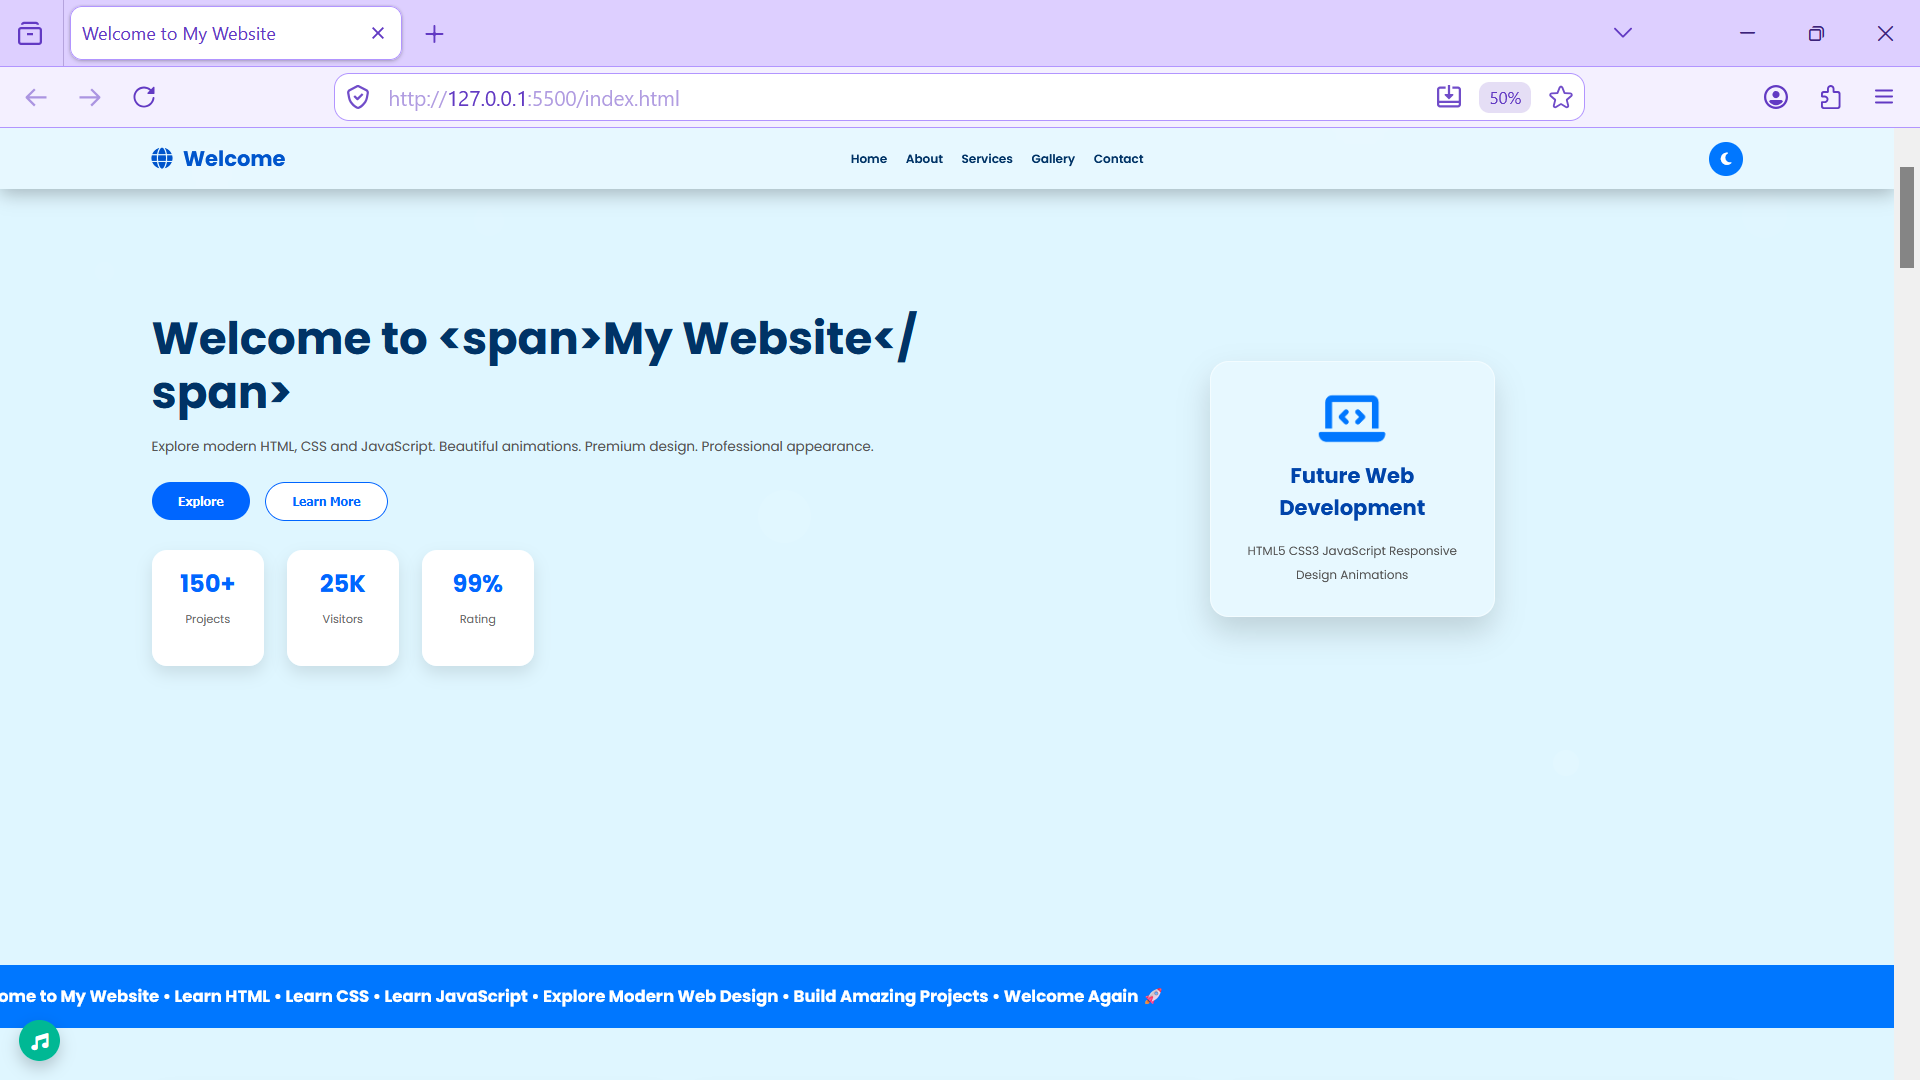 Welcome to My Website
http://127.0.0.1:5500/index.html
50%
Welcome
Home About Services Gallery Contact
Welcome to <span>My Website</
span>
Explore modern HTML, CSS and JavaScript. Beautiful animations. Premium design. Professional appearance.
Explore Learn More
150+ 25K 99%
Projects Visitors Rating
Future Web
Development
HTML5 CSS3 JavaScript Responsive
Design Animations
ome to My Website • Learn HTML • Learn CSS • Learn JavaScript • Explore Modern Web Design • Build Amazing Projects • Welcome Again 🚀